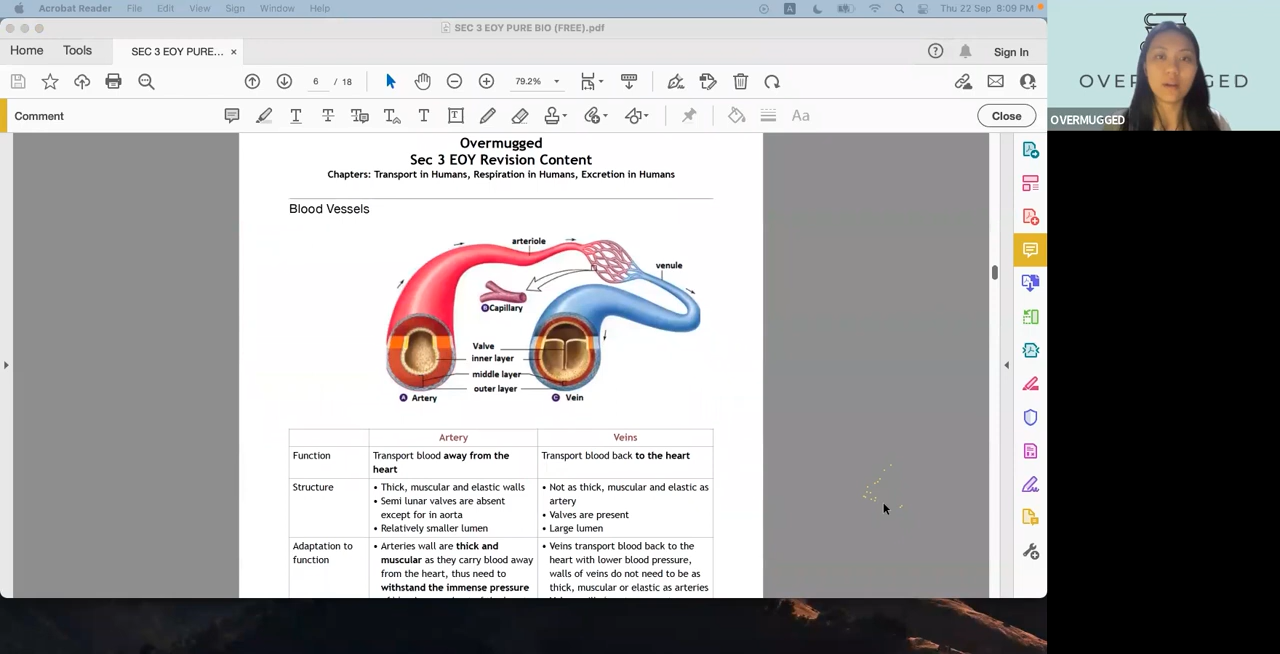 Acrobat Reader File Edit View Sign Window Help A Thu 22 Sep 8:09 PM
SEC 3 EOY PURE BIO (FREE).pdf
Home Tools SEC 3 EOY PURE... × ? Sign In
6 / 18 79.2%
Comment Aa Close
OVERMUGGED
Overmugged
Sec 3 EOY Revision Content
Chapters: Transport in Humans, Respiration in Humans, Excretion in Humans
Blood Vessels
arteriole
venule
B Capillary
Valve
inner layer
middle layer
outer layer
A Artery
C Vein
Artery Veins
Function Transport blood away from the Transport blood back to the heart
heart
Structure • Thick, muscular and elastic walls • Not as thick, muscular and elastic as
• Semi lunar valves are absent artery
except for in aorta • Valves are present
• Relatively smaller lumen • Large lumen
Adaptation to • Arteries wall are thick and • Veins transport blood back to the
function muscular as they carry blood away heart with lower blood pressure,
from the heart, thus need to walls of veins do not need to be as
withstand the immense pressure thick, muscular or elastic as arteries